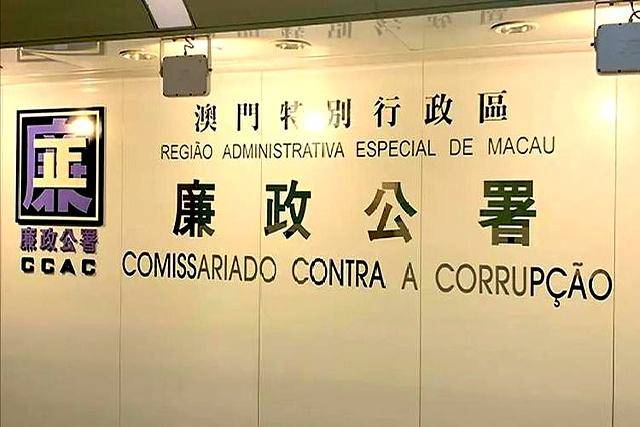 澳門特別行政區
REGIÃO ADMINISTRATIVA ESPECIAL DE MACAU
廉政公署
COMISSARIADO CONTRA A CORRUPÇÃO
廉正
廉政公署
CCAC